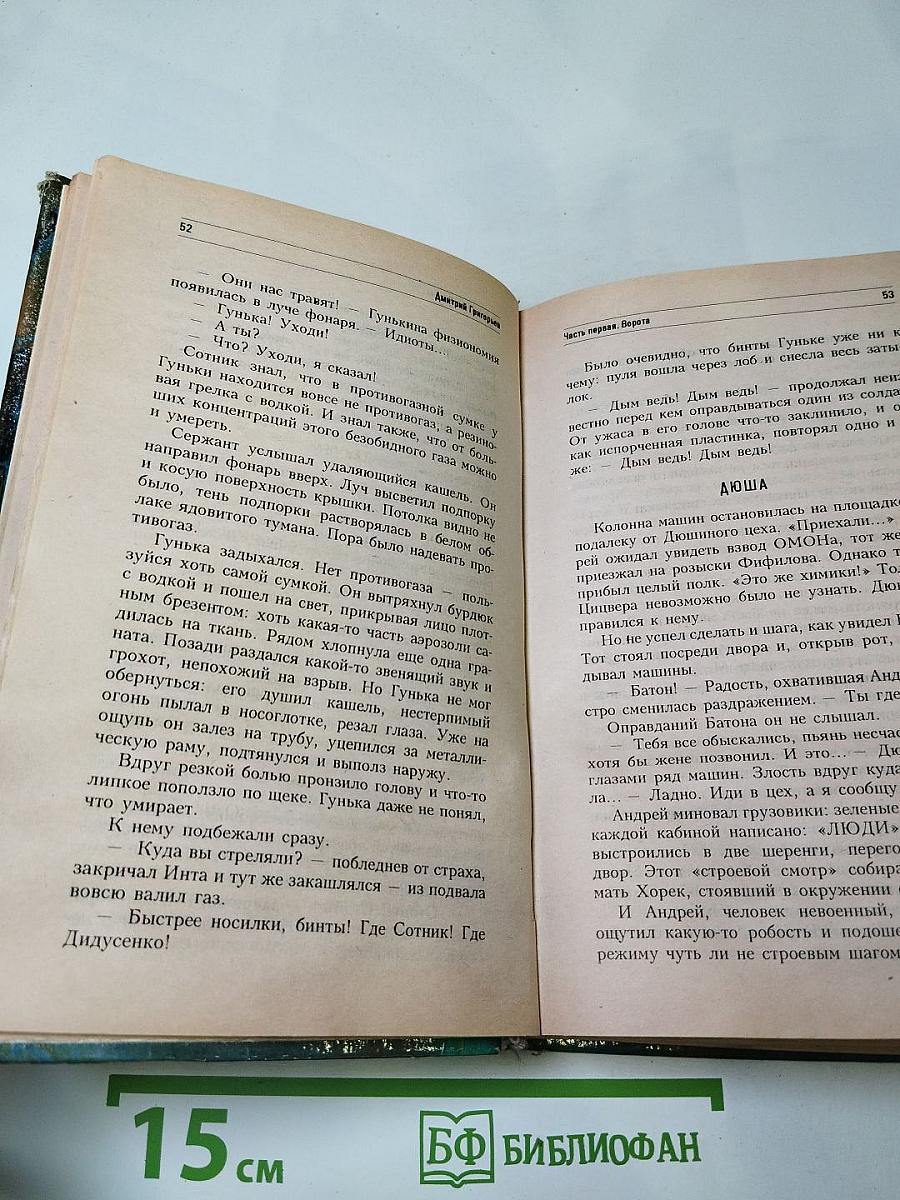 52
Дмитрий Григорьев
— Они нас травят! — Гунькина физиономия
появилась в луче фонаря. — Идиоты...
— Гунька! Уходи!
— А ты?
— Что? Уходи, я сказал!
Сотник знал, что в противогазной сумке у
Гуньки находится вовсе не противогаз, а резино-
вая грелка с водкой. И знал также, что от боль-
ших концентраций этого безобидного газа можно
и умереть.
Сержант услышал удаляющийся кашель. Он
направил фонарь вверх. Луч высветил подпорку
и косую поверхность крышки. Потолка видно не
было, тень подпорки растворялась в белом об-
лаке ядовитого тумана. Пора было надевать про-
тивогаз.
Гунька задыхался. Нет противогаза — поль-
зуйся хоть самой сумкой. Он вытряхнул бурдюк
с водкой и пошел на свет, прикрывая лицо плот-
ным брезентом: хоть какая-то часть аэрозоли са-
дилась на ткань. Рядом хлопнула еще одна гра-
ната. Позади раздался какой-то звенящий звук и
грохот, непохожий на взрыв. Но Гунька не мог
обернуться: его душил кашель, нестерпимый
огонь пылал в носоглотке, резал глаза. Уже на
ощупь он залез на трубу, уцепился за металли-
ческую раму, подтянулся и выполз наружу.
Вдруг резкой болью пронзило голову и что-то
липкое поползло по щеке. Гунька даже не понял,
что умирает.
К нему подбежали сразу.
— Куда вы стреляли? — побледнев от страха,
закричал Инта и тут же закашлялся — из подвала
вовсю валил газ.
— Быстрее носилки, бинты! Где Сотник! Где
Дидусенко!
Часть первая. Ворота
53
Было очевидно, что бинты Гуньке уже ни к
чему: пуля вошла через лоб и снесла весь заты
лок.
— Дым ведь! Дым ведь! — продолжал неиз
вестно перед кем оправдываться один из солда
От ужаса в его голове что-то заклинило, и о
как испорченная пластинка, повторял одно и
же: — Дым ведь! Дым ведь!
ДЮША
Колонна машин остановилась на площадке
подалеку от Дюшиного цеха. «Приехали...»
рей ожидал увидеть взвод ОМОНа, тот же
приезжал на розыски Фифилова. Однако т
прибыл целый полк. «Это же химики!» Тол
Цицвера невозможно было не узнать. Дюш
правился к нему.
Но не успел сделать и шага, как увидел
Тот стоял посреди двора и, открыв рот,
дывал машины.
— Батон! — Радость, охватившая Анд
стро сменилась раздражением. — Ты где
Оправданий Батона он не слышал.
— Тебя все обыскались, пьянь несчас
хотя бы жене позвонил. И это... — Дю
глазами ряд машин. Злость вдруг куда
ла... — Ладно. Иди в цех, а я сообщу
Андрей миновал грузовики: зеленые
каждой кабиной написано: «ЛЮДИ»
выстроились в две шеренги, перего
двор. Этот «строевой смотр» собира
мать Хорек, стоявший в окружении
И Андрей, человек невоенный,
ощутил какую-то робость и подоше
режиму чуть ли не строевым шагом
15 см
БФ БИБЛИОФАН